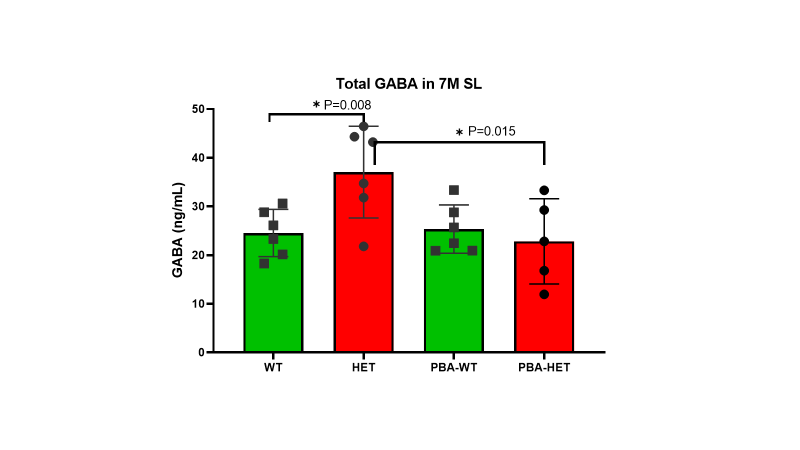 Total GABA in 7M SL
* P=0.008
* P=0.015
GABA (ng/mL)
50
40
30
20
10
0
WT HET PBA-WT PBA-HET